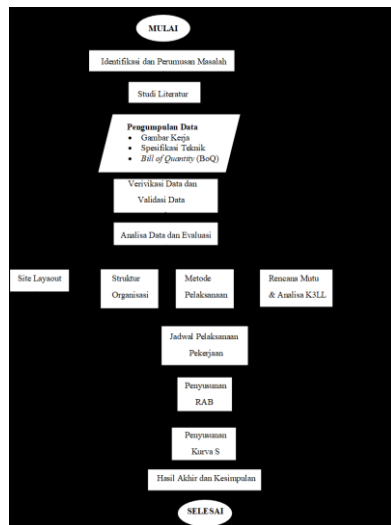 MULAI
Identifikasi dan Perumusan Masalah
Studi Literatur
Pengumpulan Data
• Gambar Kerja
• Spesifikasi Teknik
• Bill of Quantity (BoQ)
Verivikasi Data dan
Validasi Data
Analisa Data dan Evaluasi
Site Layaout
Struktur
Organisasi
Metode
Pelaksanaan
Rencana Mutu
& Analisa K3LL
Jadwal Pelaksanaan
Pekerjaan
Penyusunan
RAB
Penyusunan
Kurva S
Hasil Akhir dan Kesimpulan
SELESAI